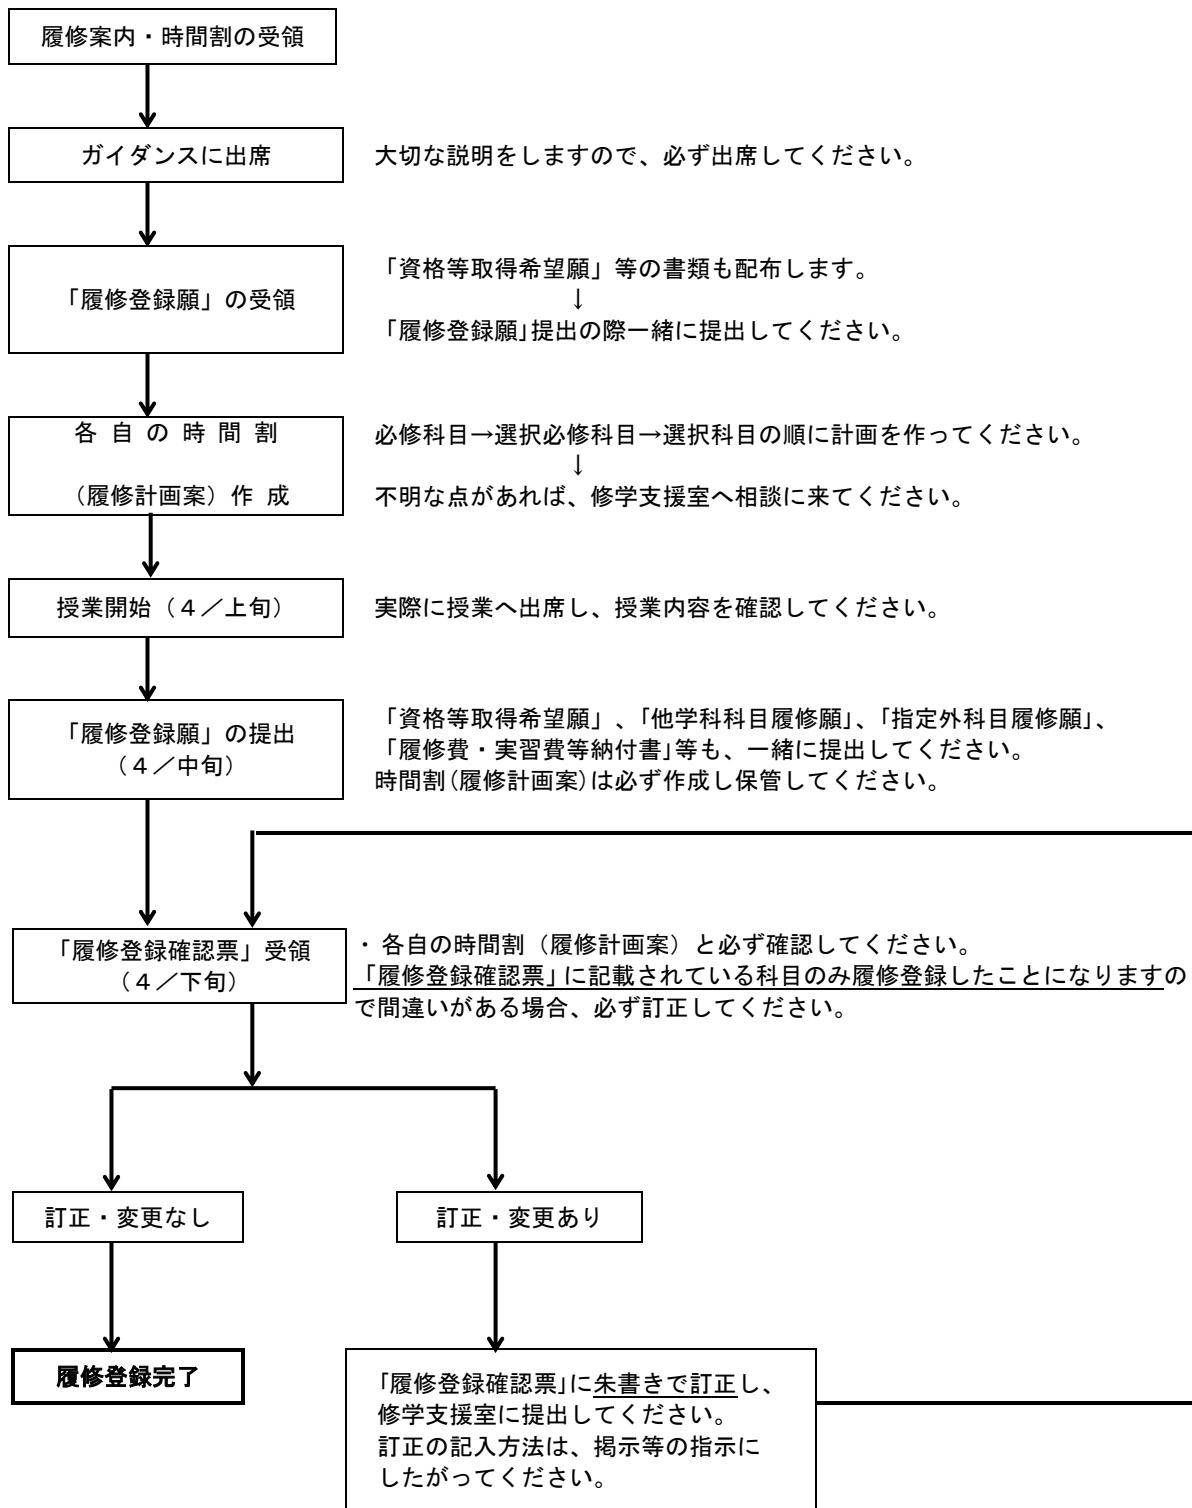 履修案内・時間割の受領
ガイダンスに出席
大切な説明をしますので、必ず出席してください。
「履修登録願」の受領
「資格等取得希望願」等の書類も配布します。
↓
「履修登録願」提出の際一緒に提出してください。
各 自 の 時 間 割
（履修計画案）作 成
必修科目→選択必修科目→選択科目の順に計画を作ってください。
↓
不明な点があれば、修学支援室へ相談に来てください。
授業開始（４／上旬）
実際に授業へ出席し、授業内容を確認してください。
「履修登録願」の提出
（４／中旬）
「資格等取得希望願」、「他学科科目履修願」、「指定外科目履修願」、
「履修費・実習費等納付書」等も、一緒に提出してください。
時間割（履修計画案）は必ず作成し保管してください。
「履修登録確認票」受領
（４／下旬）
・ 各自の時間割（履修計画案）と必ず確認してください。
「履修登録確認票」に記載されている科目のみ履修登録したことになりますの
で間違いがある場合、必ず訂正してください。
訂正・変更なし
訂正・変更あり
履修登録完了
「履修登録確認票」に朱書きで訂正し、
修学支援室に提出してください。
訂正の記入方法は、掲示等の指示に
したがってください。